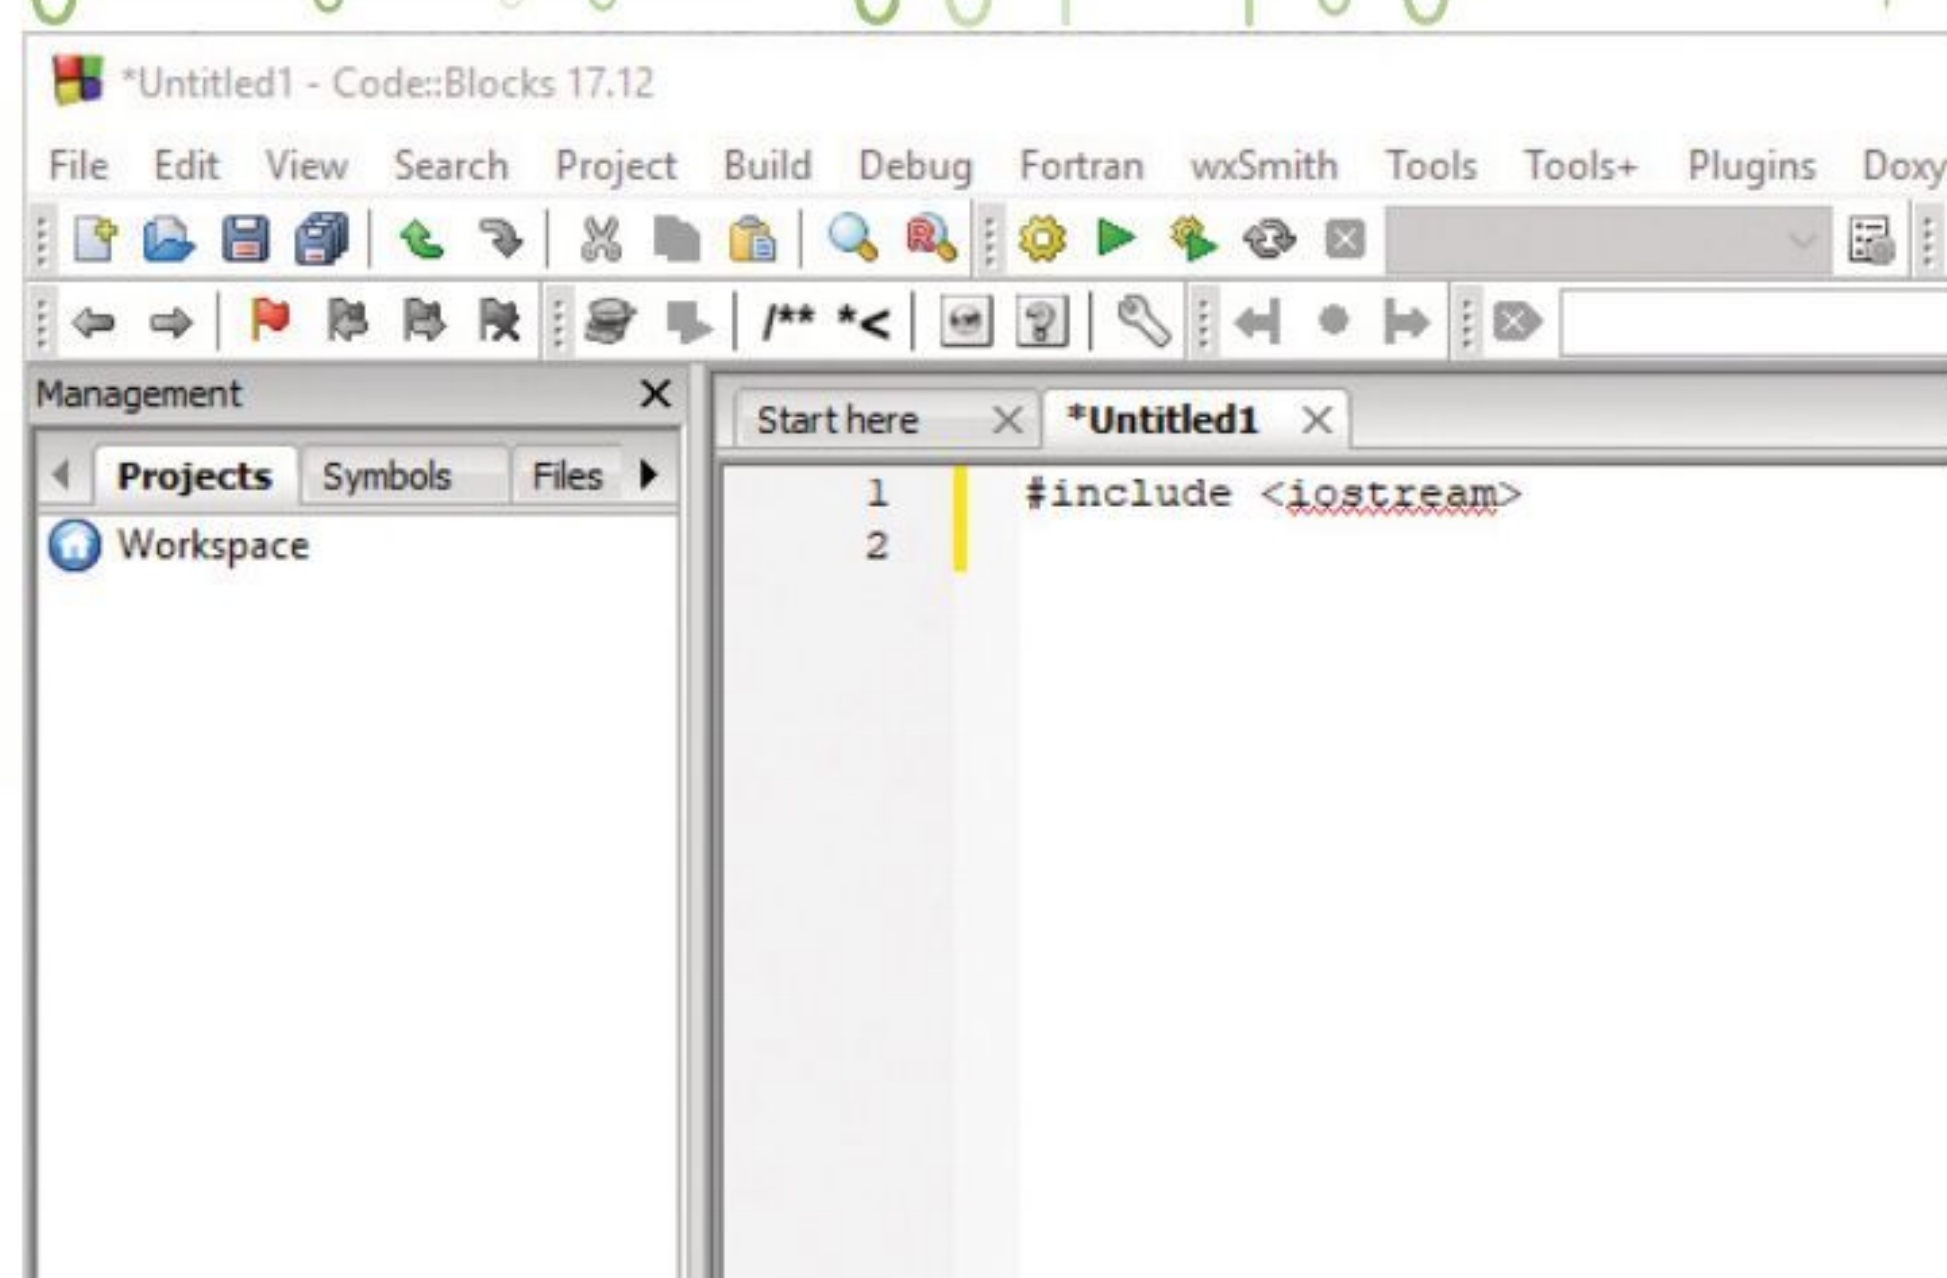 *Untitled1 - Code::Blocks 17.12
File Edit View Search Project Build Debug Fortran wxSmith Tools Tools+ Plugins Doxy
/** *<
Management
Start here *Untitled1
Projects Symbols Files
1 #include <iostream>
2
Workspace